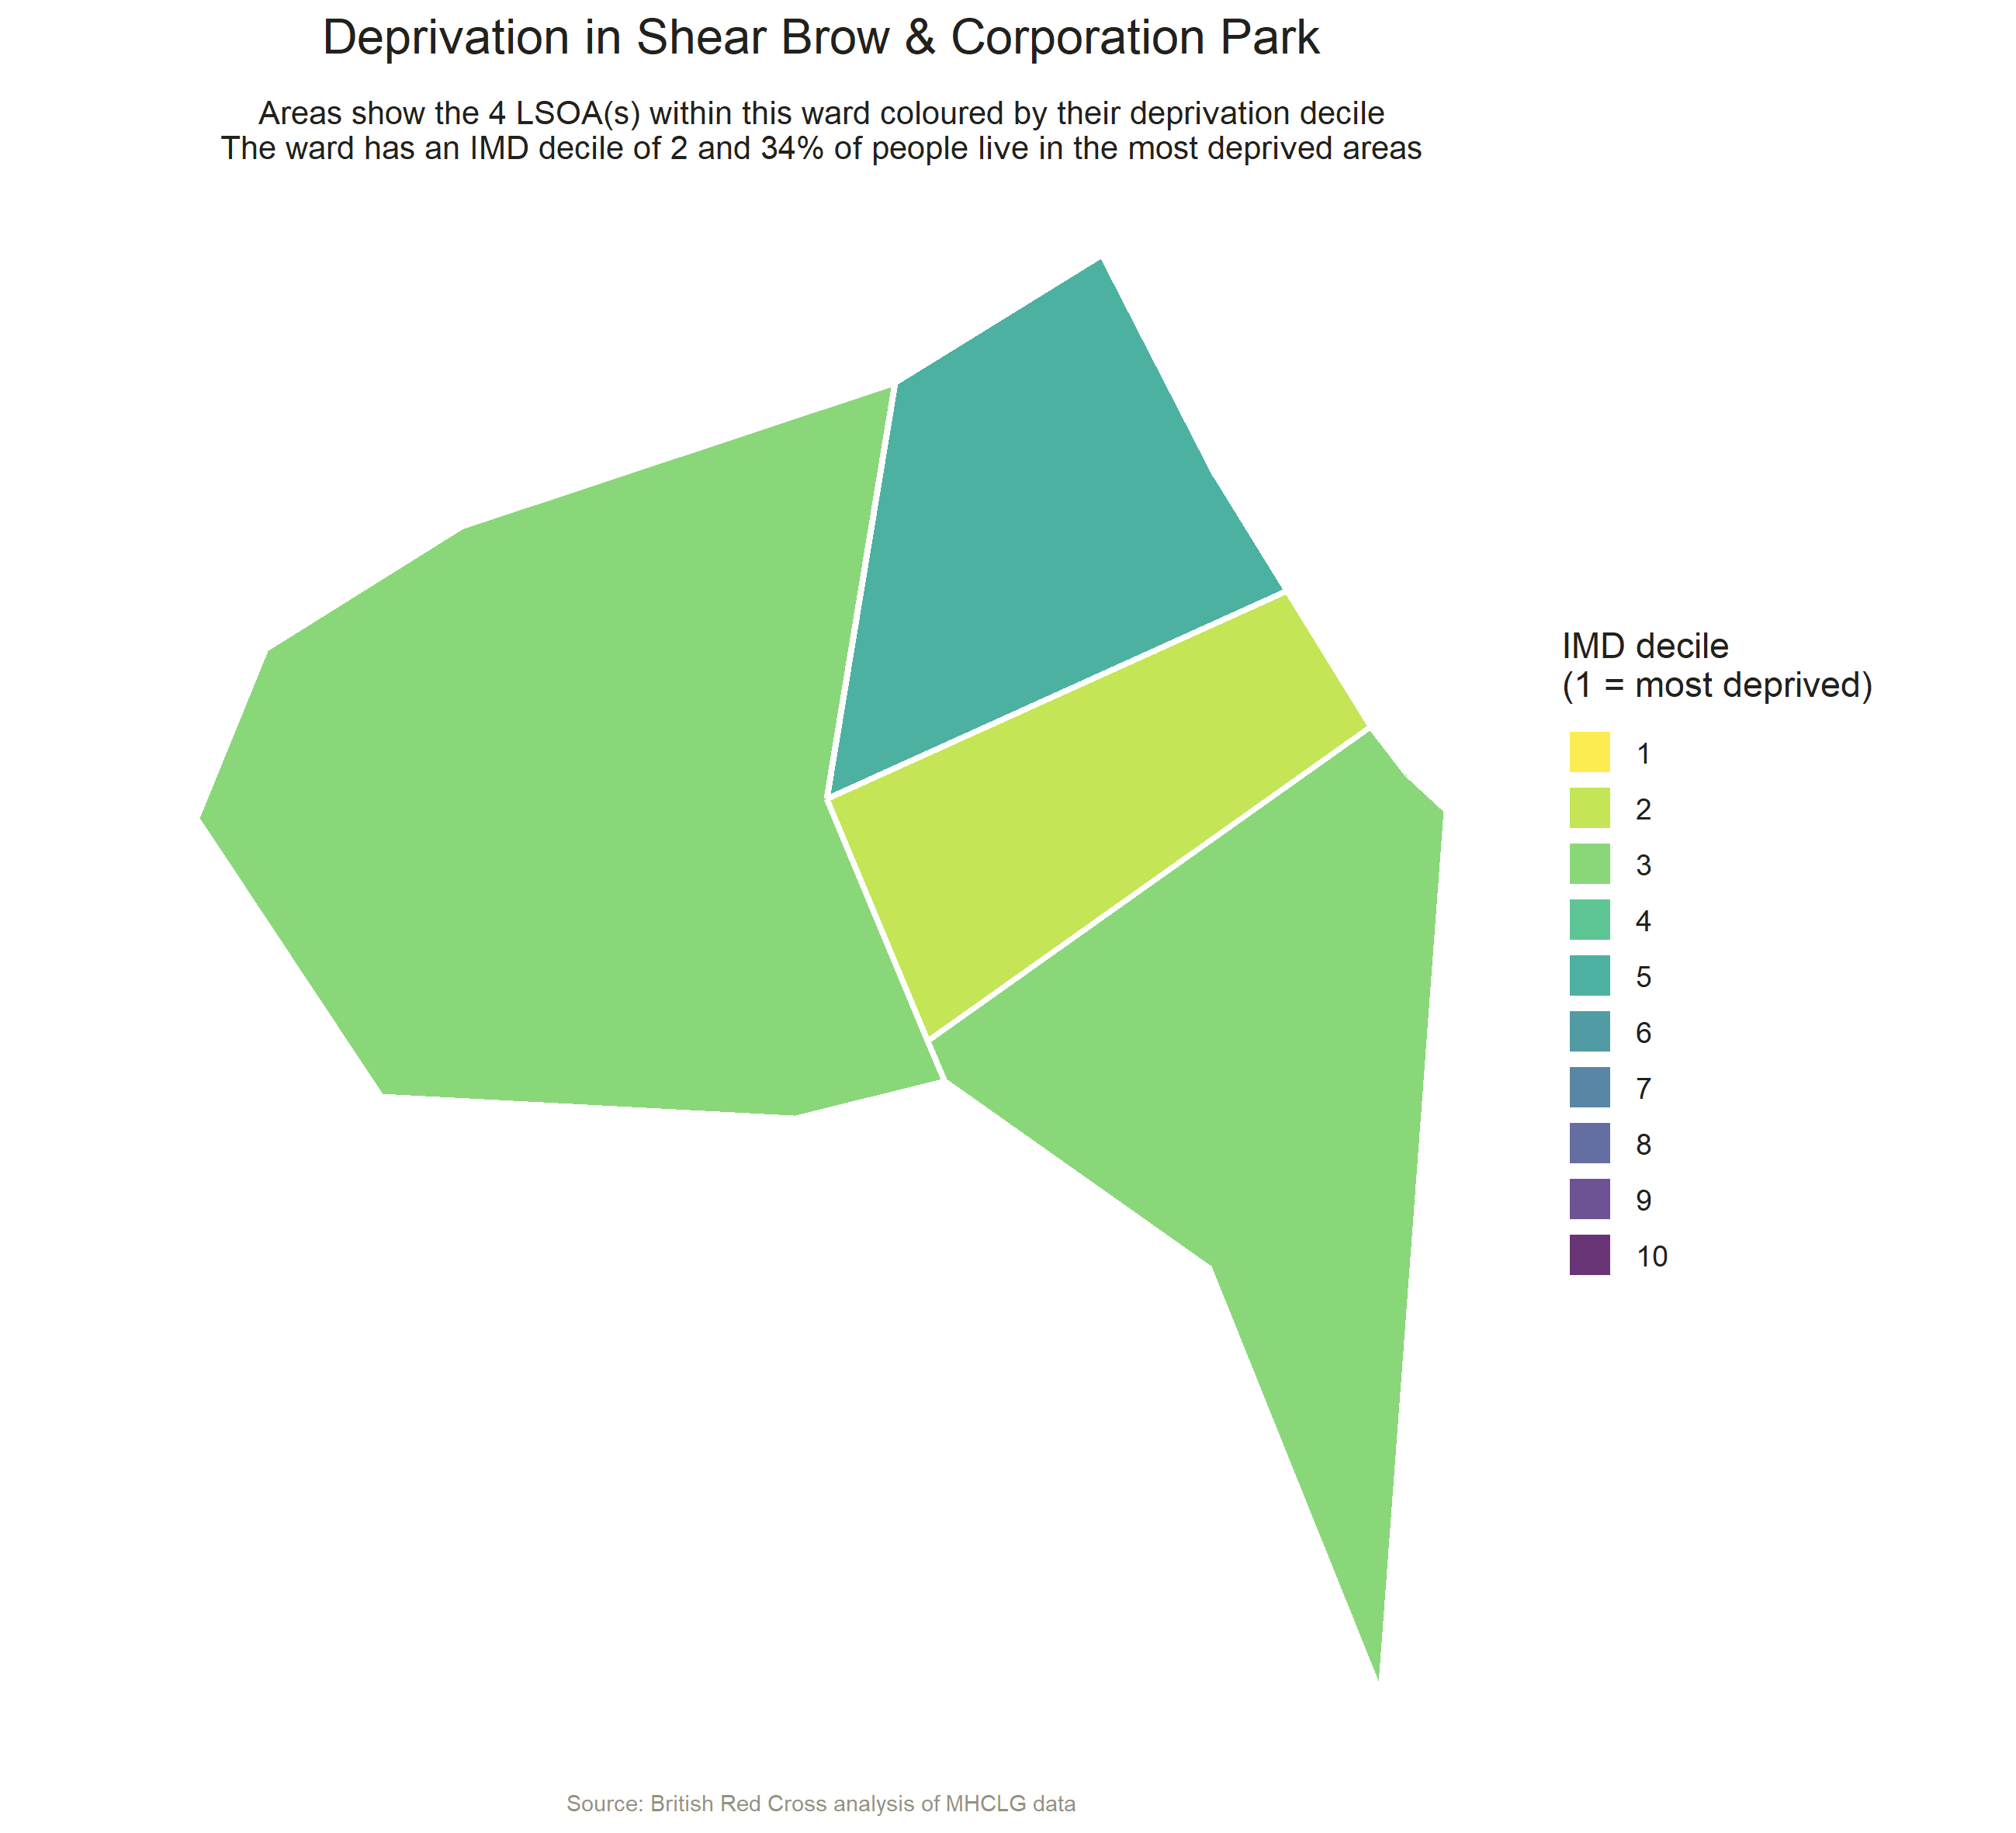 Deprivation in Shear Brow & Corporation Park
Areas show the 4 LSOA(s) within this ward coloured by their deprivation decile
The ward has an IMD decile of 2 and 34% of people live in the most deprived areas
IMD decile
(1 = most deprived)
1
2
3
4
5
6
7
8
9
10
Source: British Red Cross analysis of MHCLG data